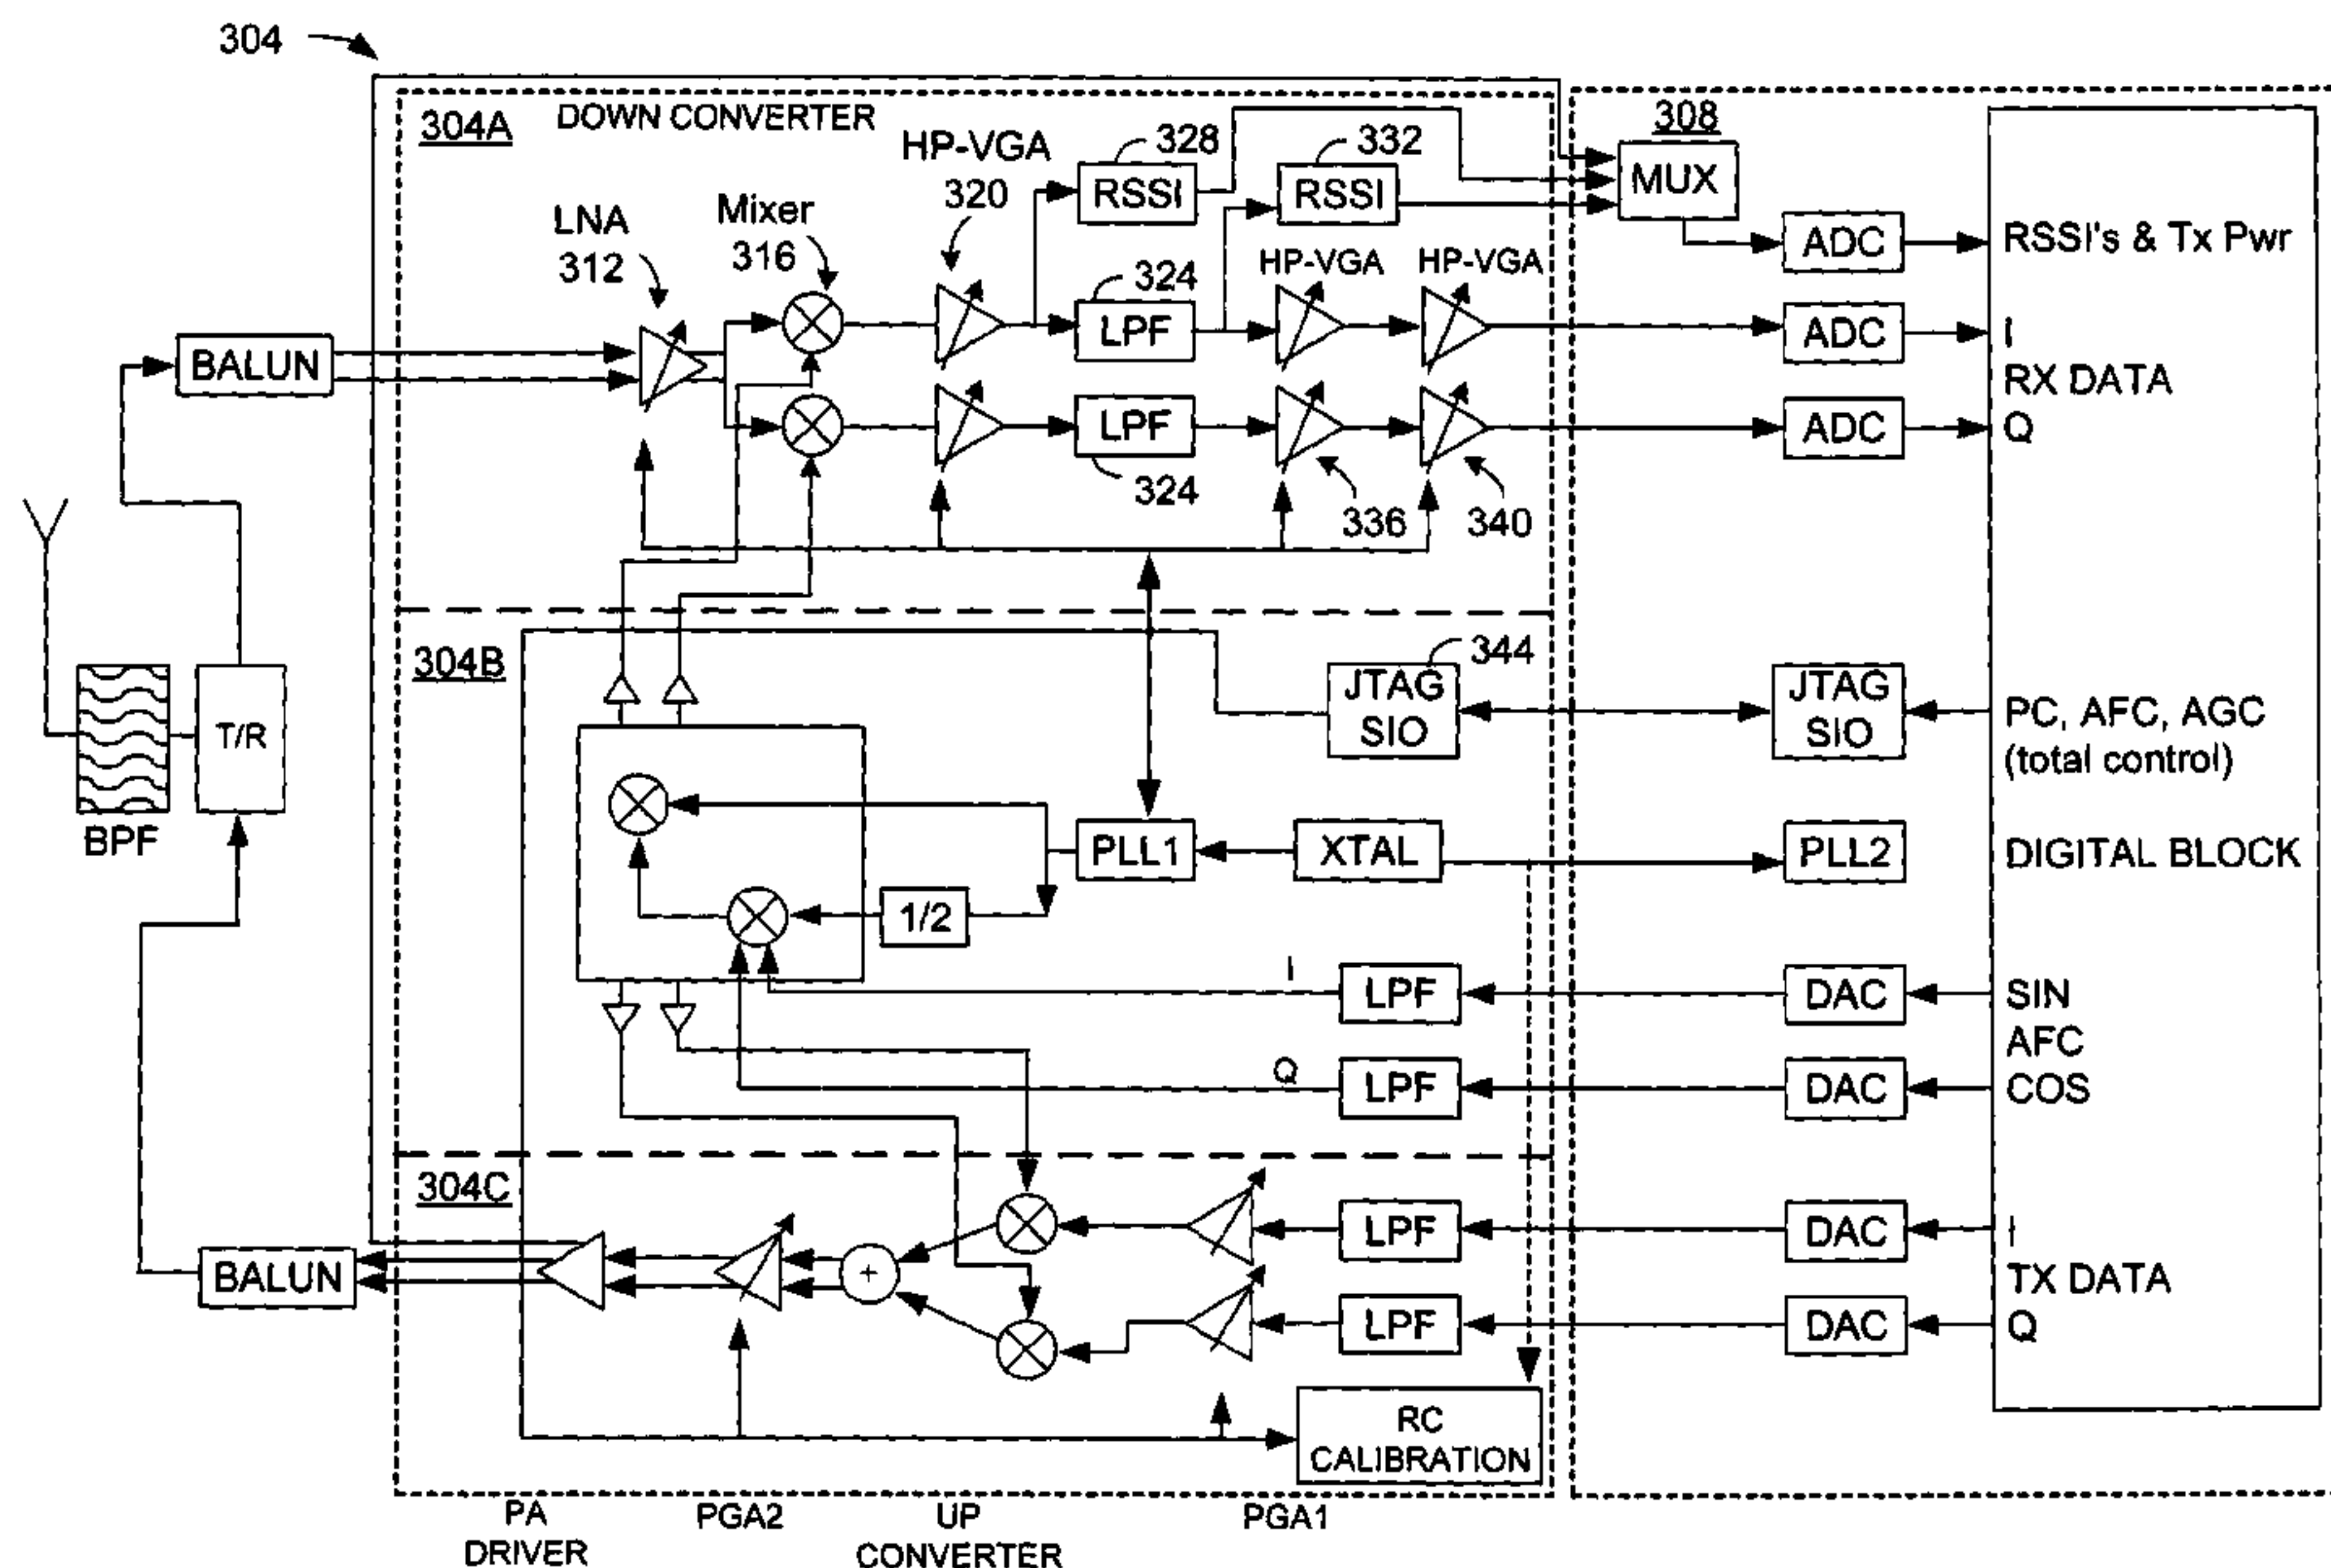 304
304A
DOWN CONVERTER
308
HP-VGA
320
328
332
RSSI
RSSI
MUX
LNA
312
Mixer
316
ADC
RSSI's & Tx Pwr
HP-VGA
HP-VGA
324
LPF
ADC
I
BALUN
RX DATA
LPF
ADC
Q
324
336
340
304B
344
JTAG
SIO
JTAG
SIO
PC, AFC, AGC
(total control)
T/R
BPF
PLL1
XTAL
PLL2
DIGITAL BLOCK
1/2
I
LPF
DAC
SIN
AFC
Q
LPF
DAC
COS
304C
LPF
DAC
I
BALUN
+
TX DATA
LPF
DAC
Q
RC
CALIBRATION
PA
DRIVER
PGA2
UP
CONVERTER
PGA1